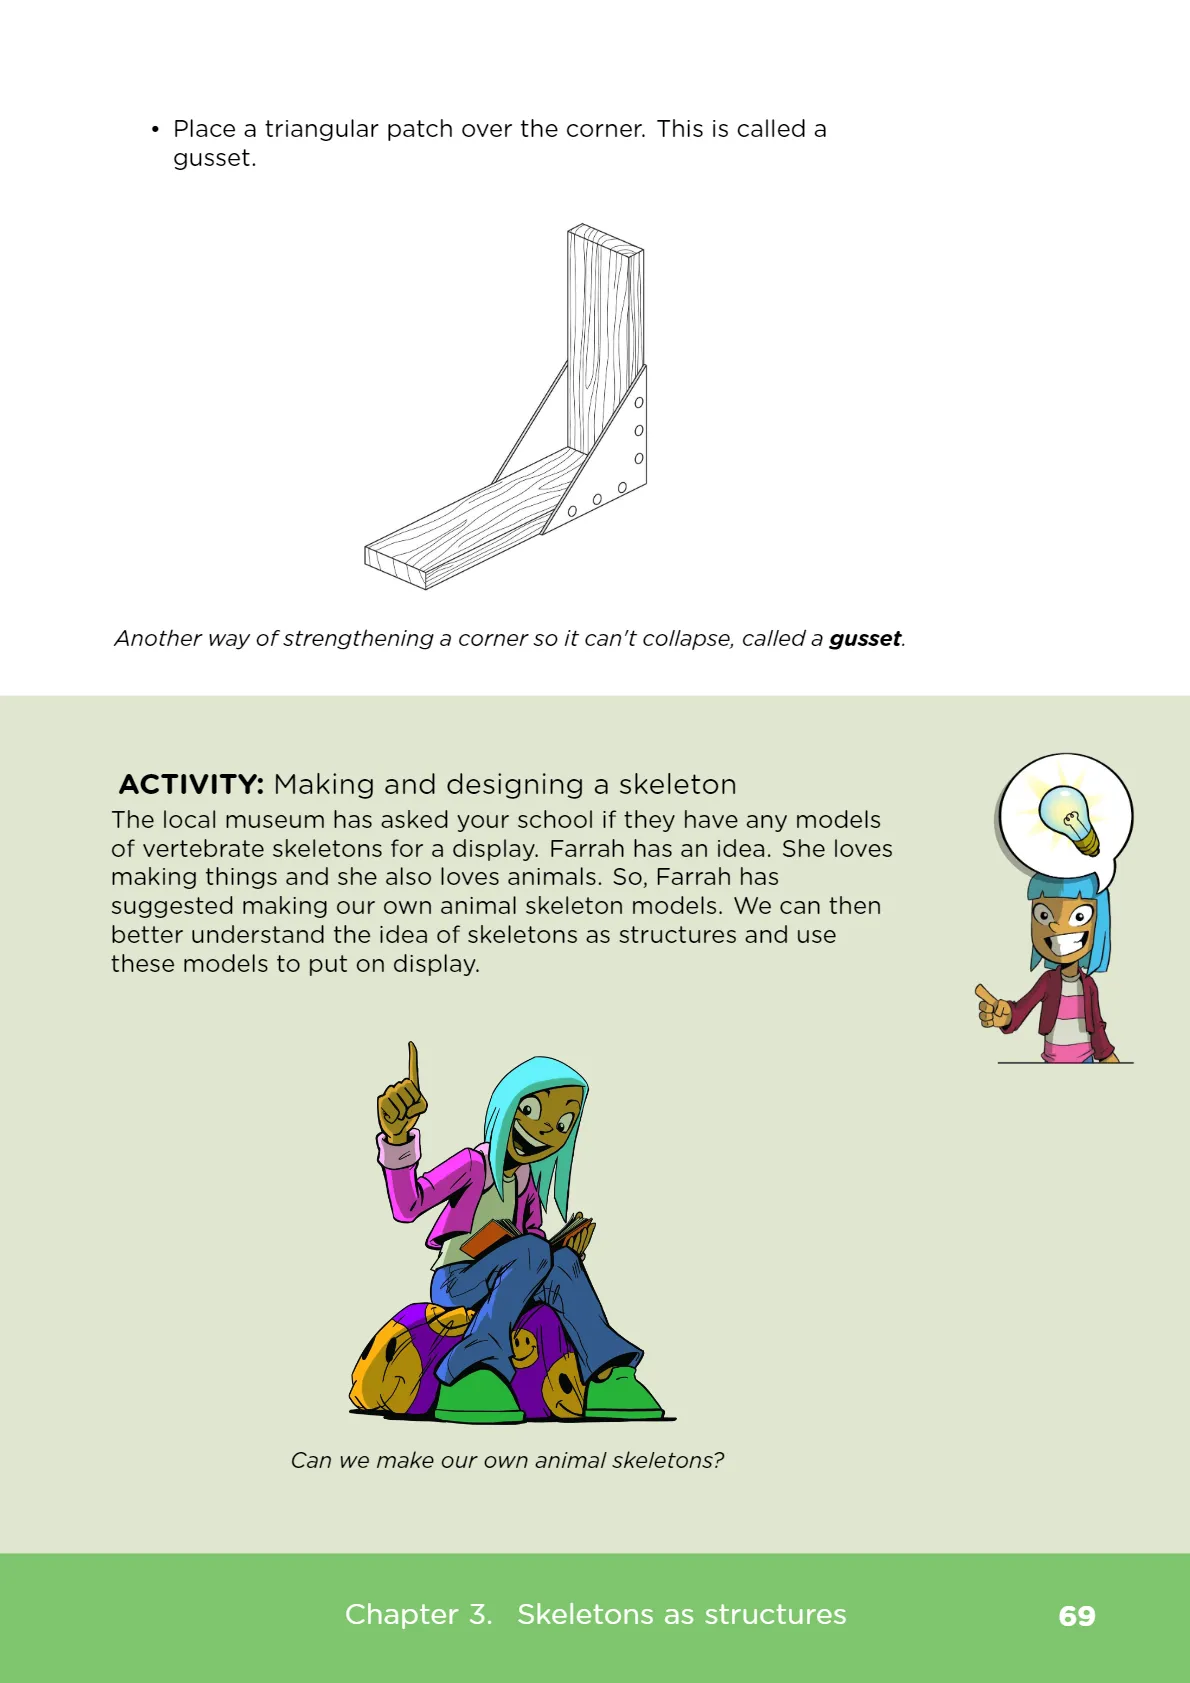 • Place a triangular patch over the corner. This is called a
gusset.
Another way of strengthening a corner so it can't collapse, called a gusset.
ACTIVITY: Making and designing a skeleton
The local museum has asked your school if they have any models
of vertebrate skeletons for a display. Farrah has an idea. She loves
making things and she also loves animals. So, Farrah has
suggested making our own animal skeleton models. We can then
better understand the idea of skeletons as structures and use
these models to put on display.
Can we make our own animal skeletons?
Chapter 3. Skeletons as structures 69